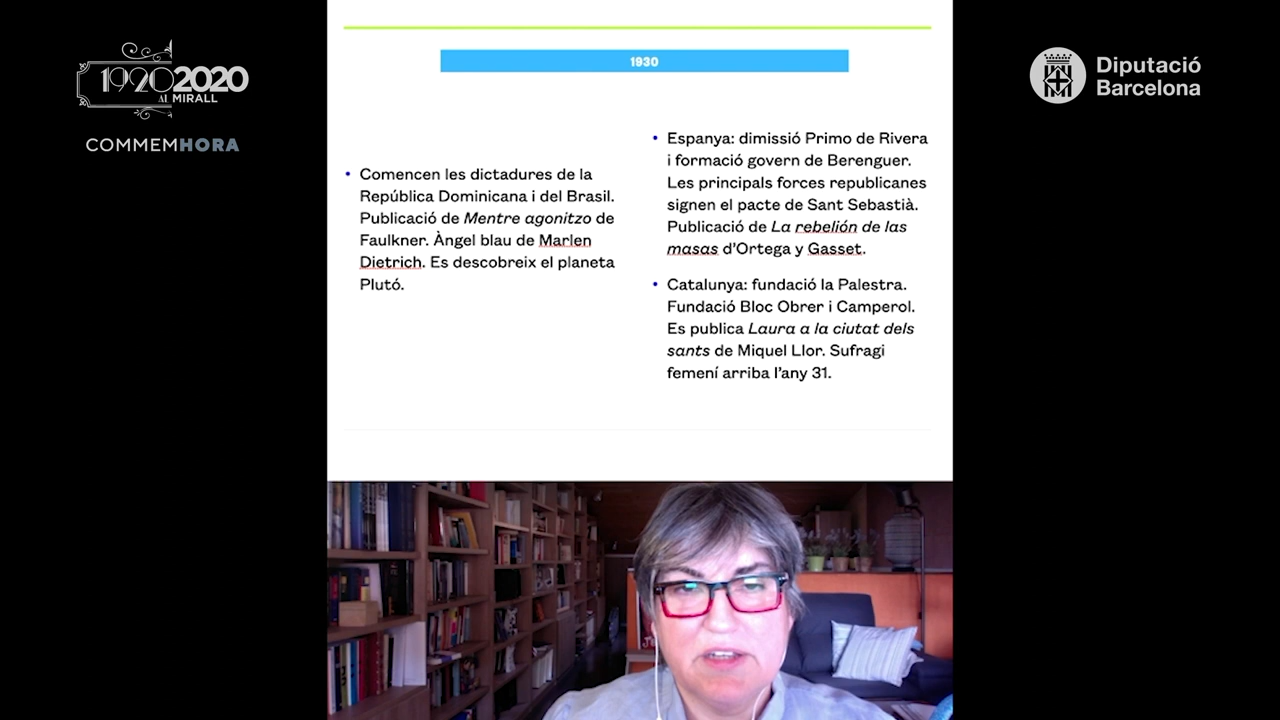 1920 2020
AL MIRALL
COMMEMHORA
Diputació
Barcelona
1930
• Comencen les dictadures de la
República Dominicana i del Brasil.
Publicació de Mentre agonitzo de
Faulkner. Àngel blau de Marlen
Dietrich. Es descobreix el planeta
Plutó.
• Espanya: dimissió Primo de Rivera
i formació govern de Berenguer.
Les principals forces republicanes
signen el pacte de Sant Sebastià.
Publicació de La rebelión de las
masas d'Ortega y Gasset.
• Catalunya: fundació la Palestra.
Fundació Bloc Obrer i Camperol.
Es publica Laura a la ciutat dels
sants de Miquel Llor. Sufragi
femení arriba l'any 31.